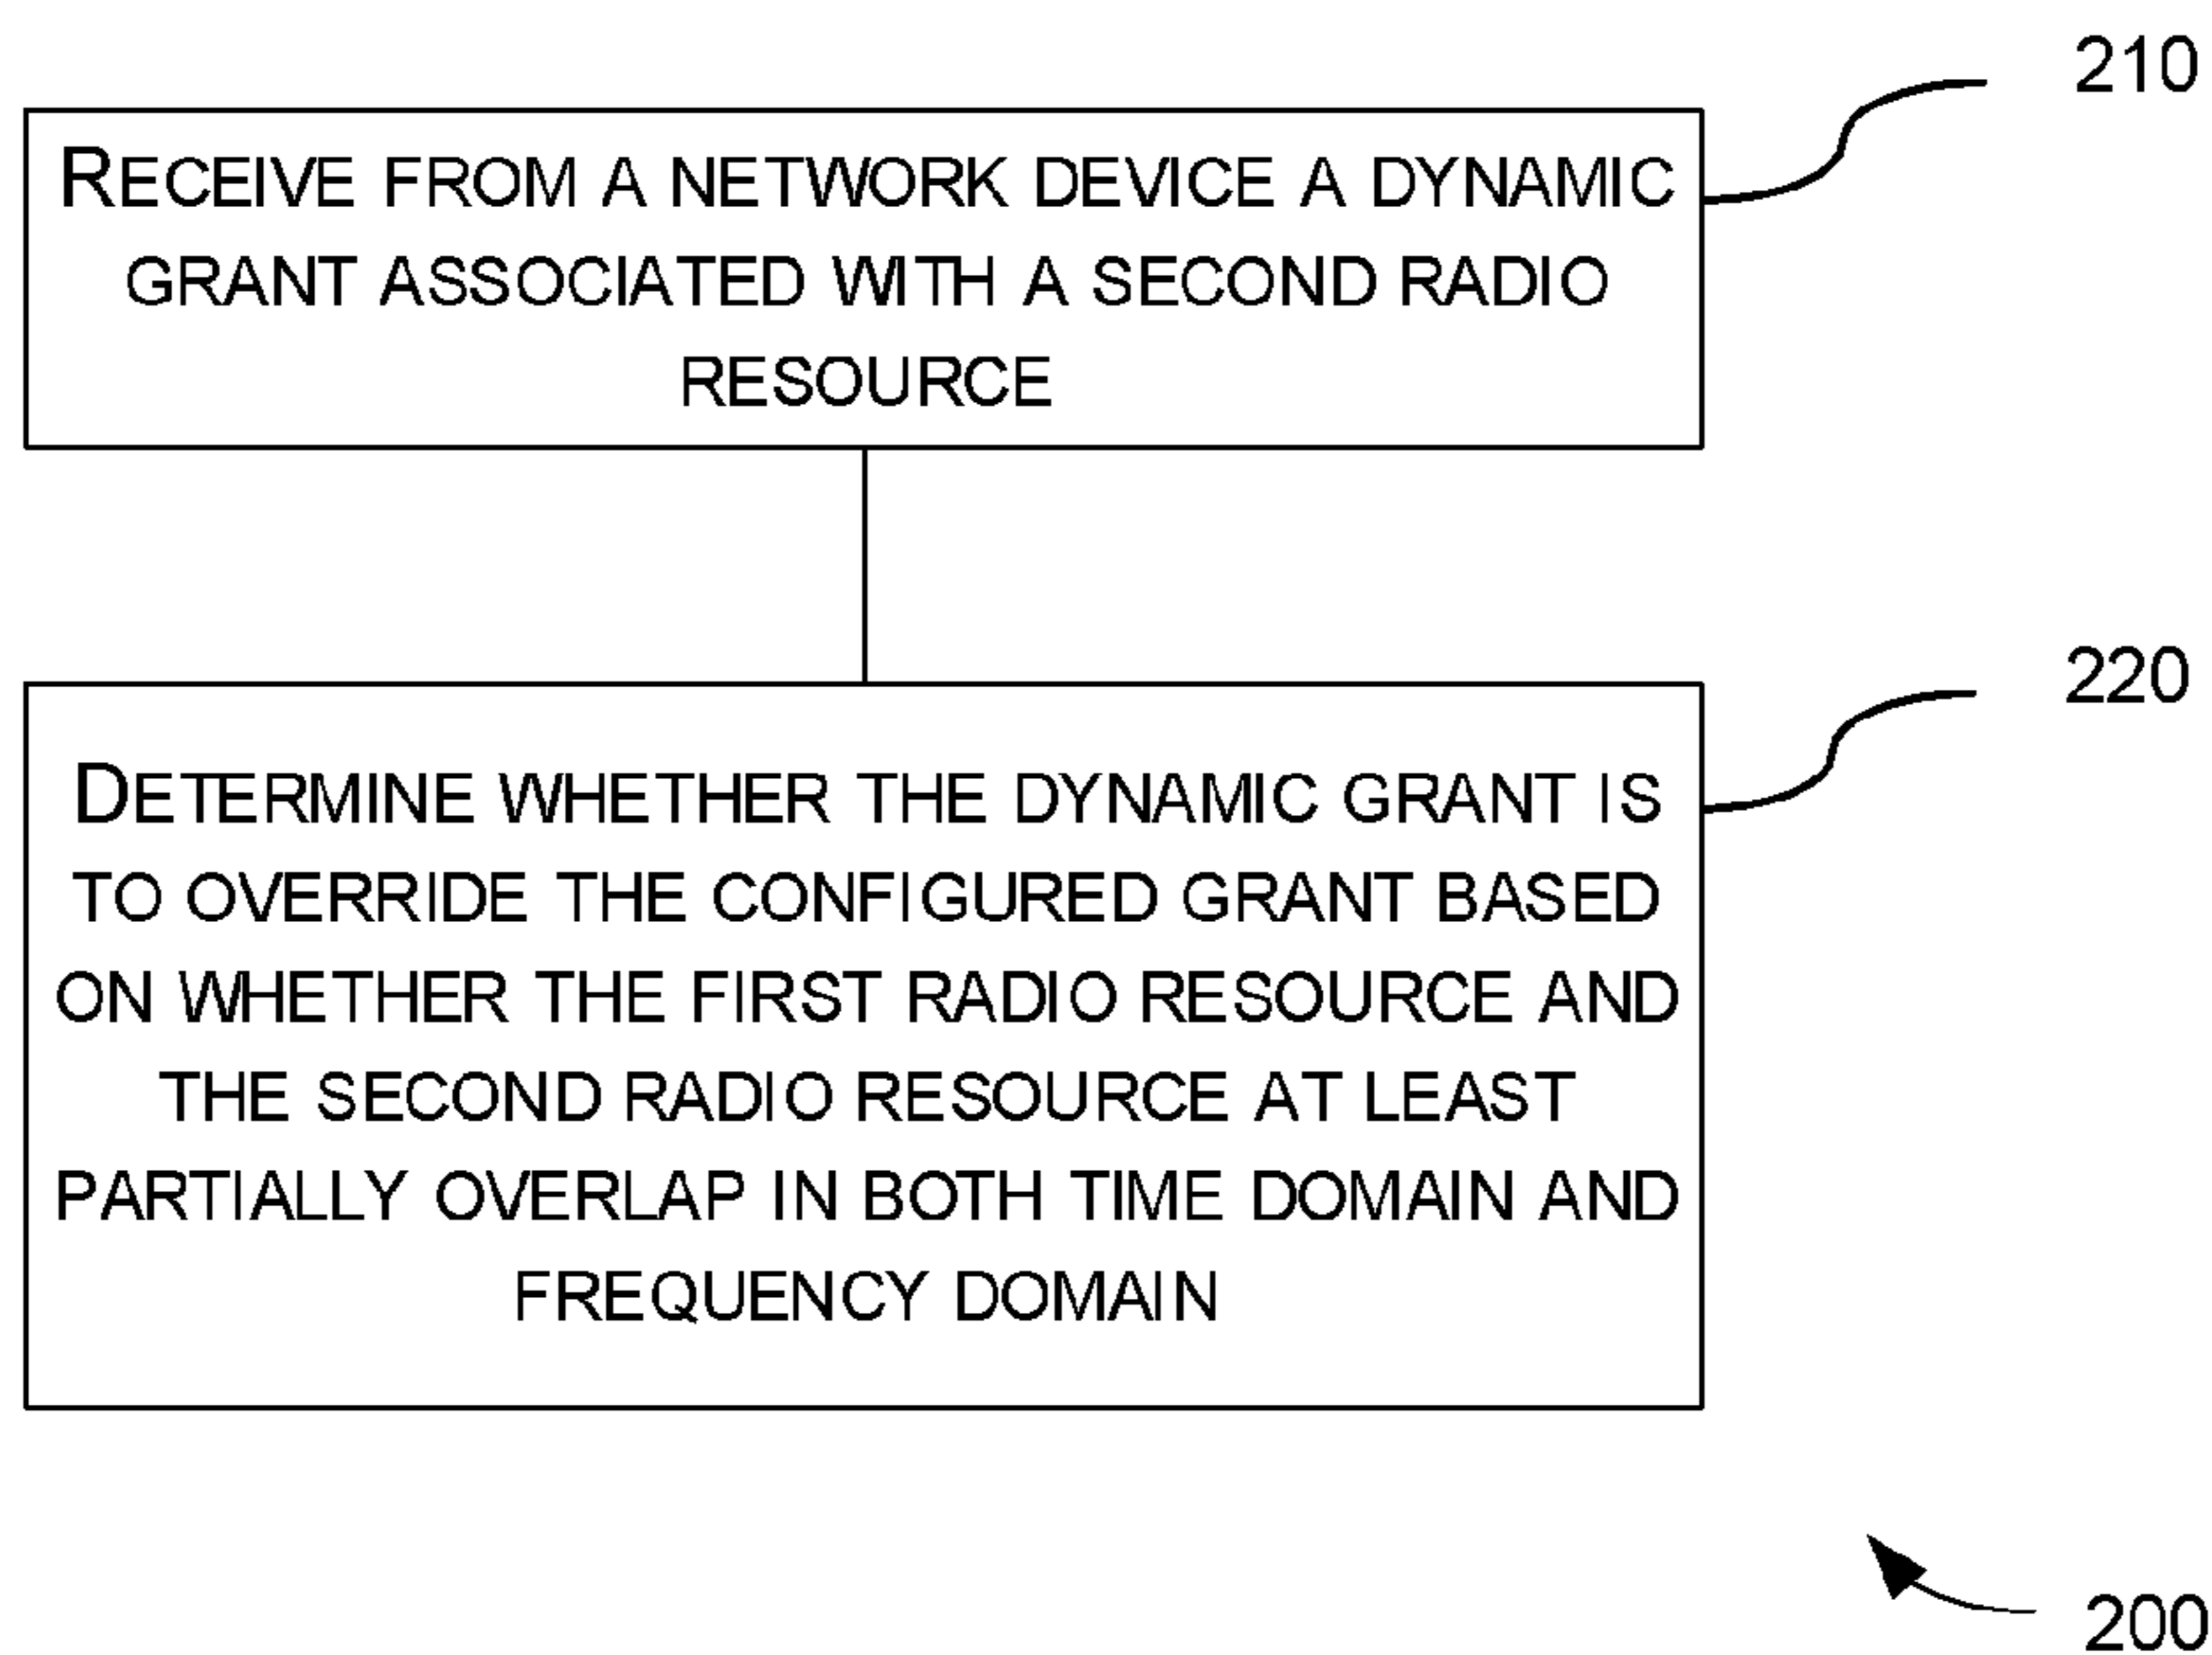 210
RECEIVE FROM A NETWORK DEVICE A DYNAMIC
GRANT ASSOCIATED WITH A SECOND RADIO
RESOURCE
220
DETERMINE WHETHER THE DYNAMIC GRANT IS
TO OVERRIDE THE CONFIGURED GRANT BASED
ON WHETHER THE FIRST RADIO RESOURCE AND
THE SECOND RADIO RESOURCE AT LEAST
PARTIALLY OVERLAP IN BOTH TIME DOMAIN AND
FREQUENCY DOMAIN
200